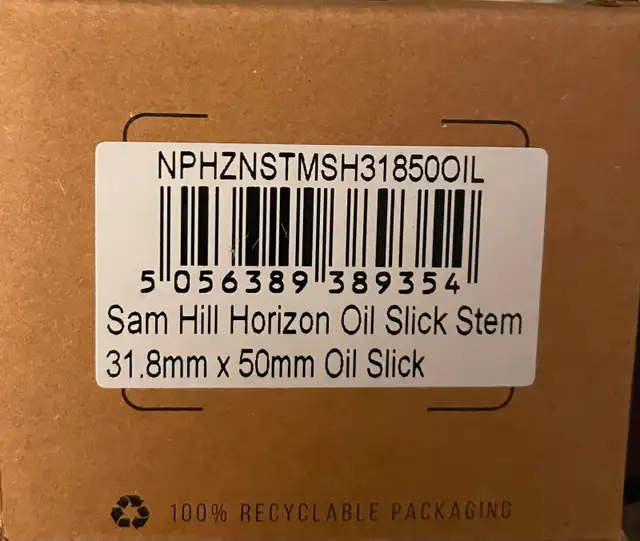 NPHZNSTMSH31850OIL
5 056389 389354
Sam Hill Horizon Oil Slick Stem
31.8mm x 50mm Oil Slick
100% RECYCLABLE PACKAGING